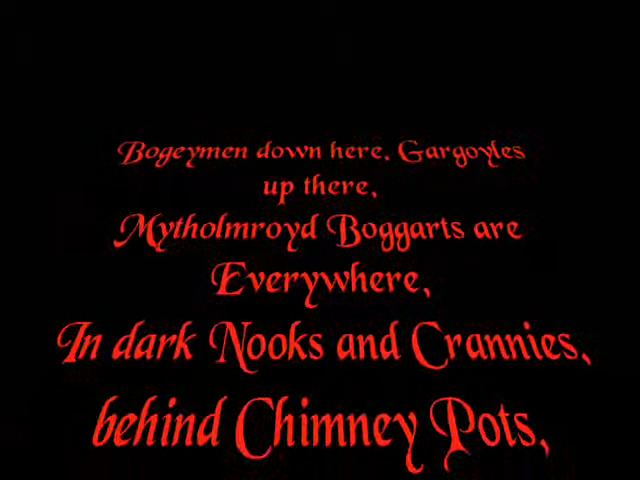 Bogeymen down here, Gargoyles
up there,
Mytholmroyd Boggarts are
Everywhere,
In dark Nooks and Crannies,
behind Chimney Pots,